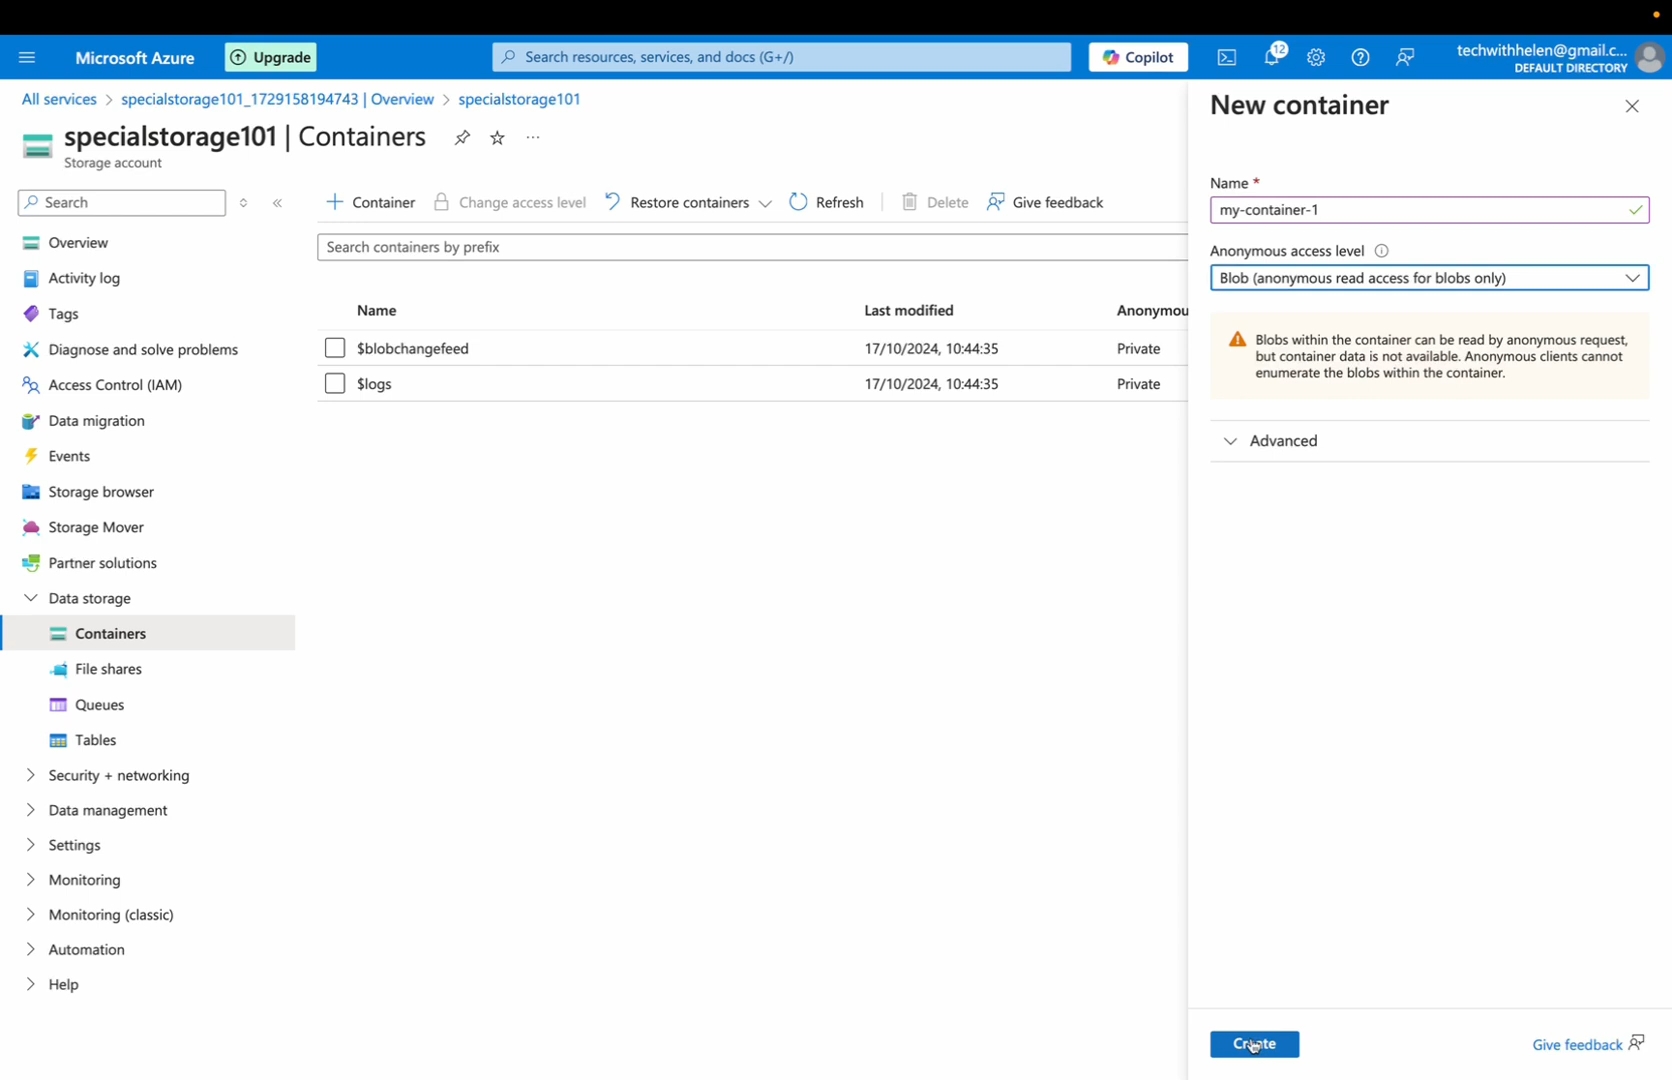 Microsoft Azure
Upgrade
Search resources, services, and docs (G+/)
Copilot
12
techwithhelen@gmail.c...
DEFAULT DIRECTORY
All services > specialstorage101_1729158194743 | Overview > specialstorage101
specialstorage101 | Containers
Storage account
Search
Overview
Activity log
Tags
Diagnose and solve problems
Access Control (IAM)
Data migration
Events
Storage browser
Storage Mover
Partner solutions
Data storage
Containers
File shares
Queues
Tables
Security + networking
Data management
Settings
Monitoring
Monitoring (classic)
Automation
Help
Container
Change access level
Restore containers
Refresh
Delete
Give feedback
Search containers by prefix
Name Last modified Anonymou
$blobchangefeed 17/10/2024, 10:44:35 Private
$logs 17/10/2024, 10:44:35 Private
New container
Name *
my-container-1
Anonymous access level
Blob (anonymous read access for blobs only)
Blobs within the container can be read by anonymous request,
but container data is not available. Anonymous clients cannot
enumerate the blobs within the container.
Advanced
Create
Give feedback